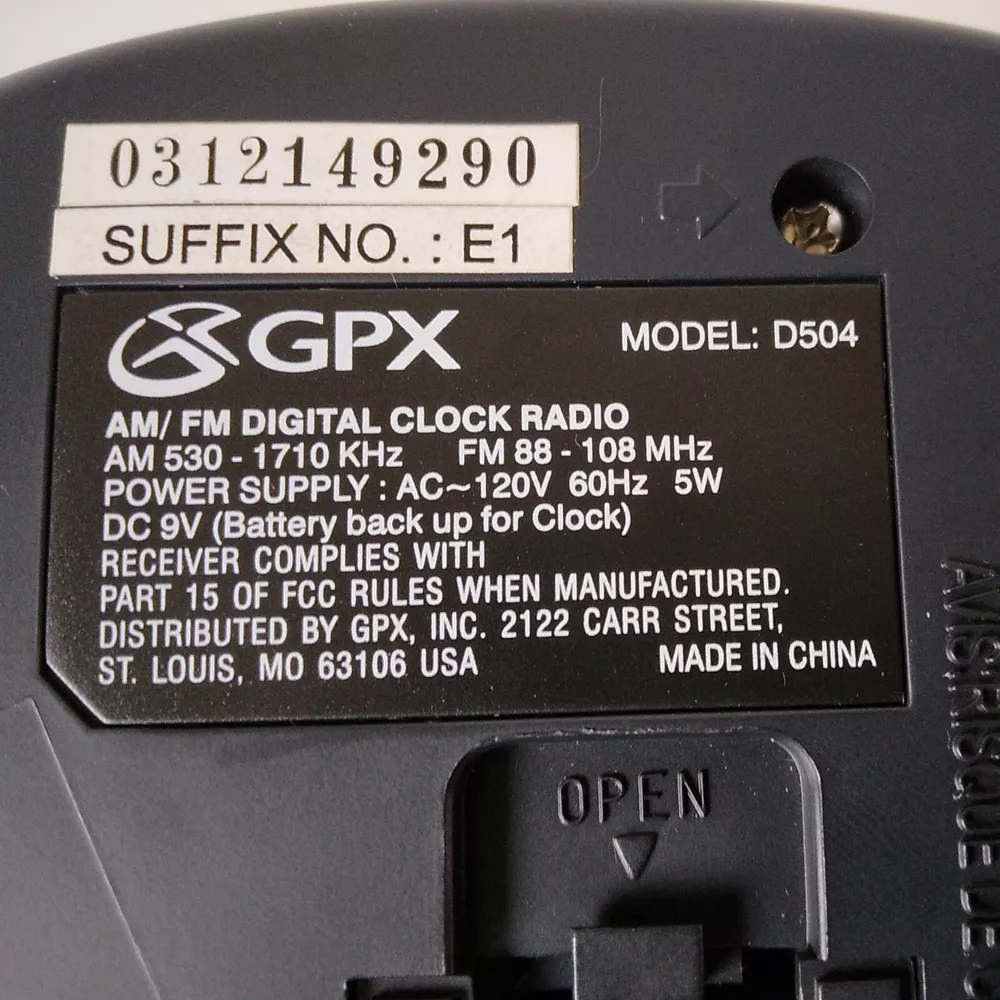 0312149290
SUFFIX NO. : E1
GPX
MODEL: D504
AM/ FM DIGITAL CLOCK RADIO
AM 530 - 1710 KHz FM 88 - 108 MHz
POWER SUPPLY : AC~120V 60Hz 5W
DC 9V (Battery back up for Clock)
RECEIVER COMPLIES WITH
PART 15 OF FCC RULES WHEN MANUFACTURED.
DISTRIBUTED BY GPX, INC. 2122 CARR STREET,
ST. LOUIS, MO 63106 USA MADE IN CHINA
OPEN
AVIS:RISQUE DE